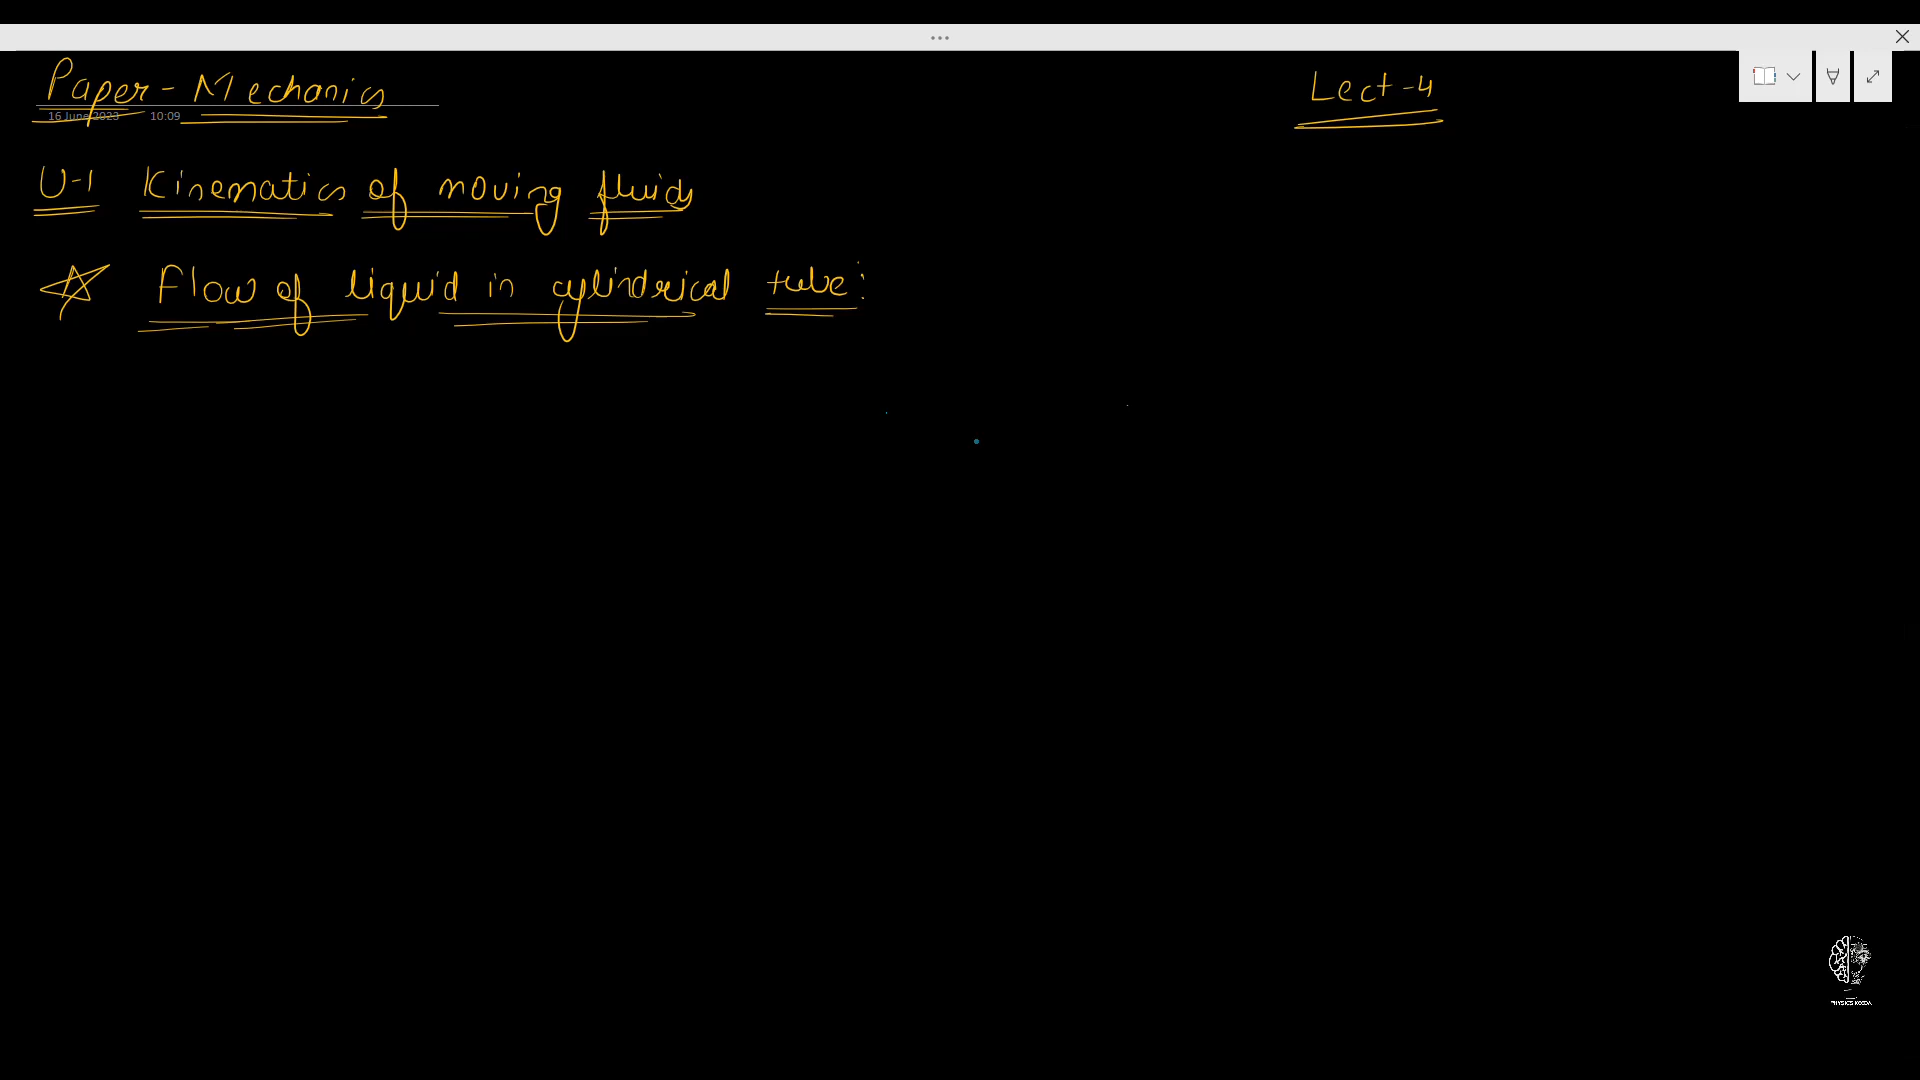 Paper - Mechanics
Lect-4
16 June 2023 10:09
U-1 Kinematics of moving fluids
☆ Flow of liquid in cylindrical tube: